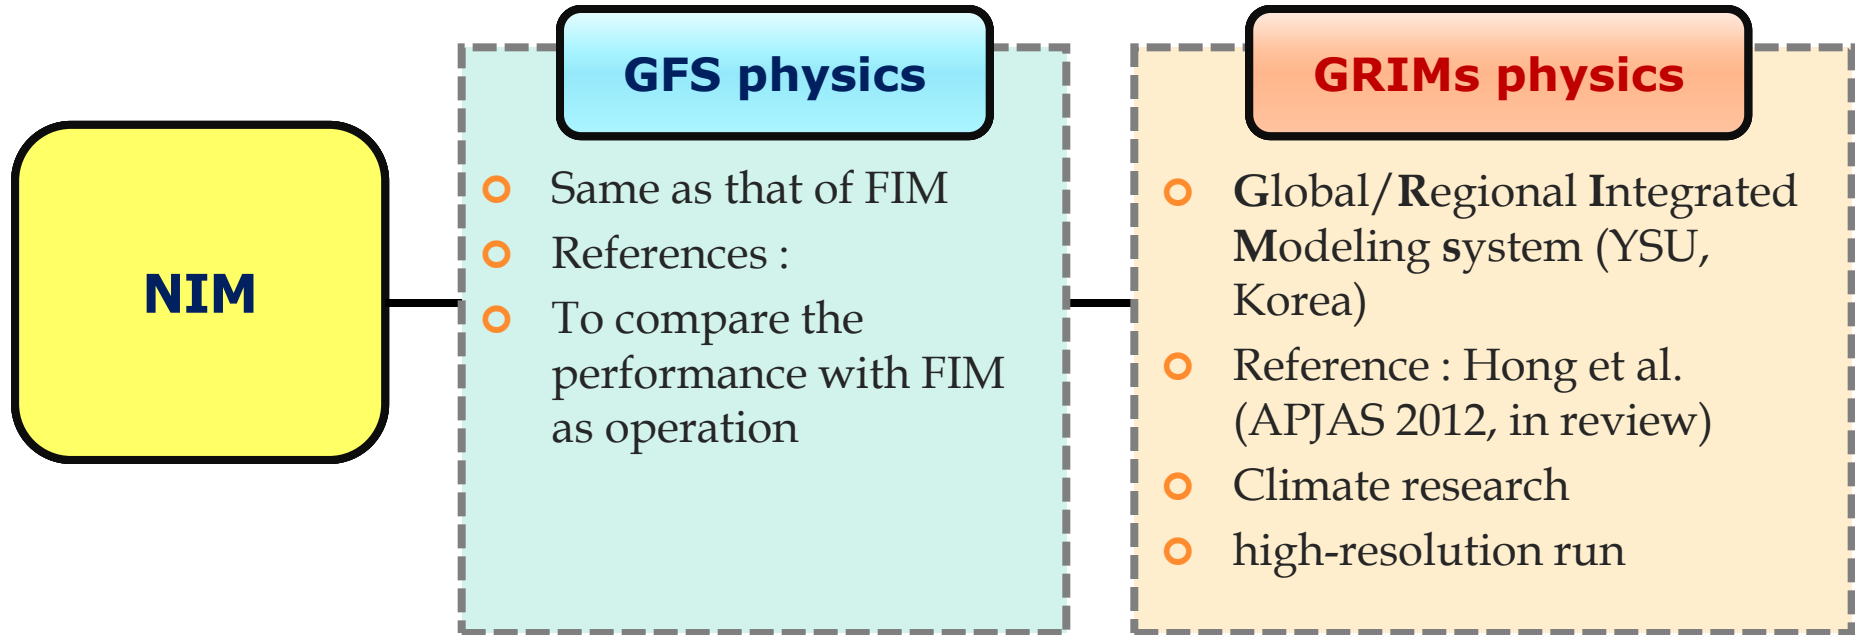 NIM
GFS physics
Same as that of FIM
References :
To compare the
performance with FIM
as operation
GRIMs physics
Global/Regional Integrated
Modeling system (YSU,
Korea)
Reference : Hong et al.
(APJAS 2012, in review)
Climate research
high-resolution run